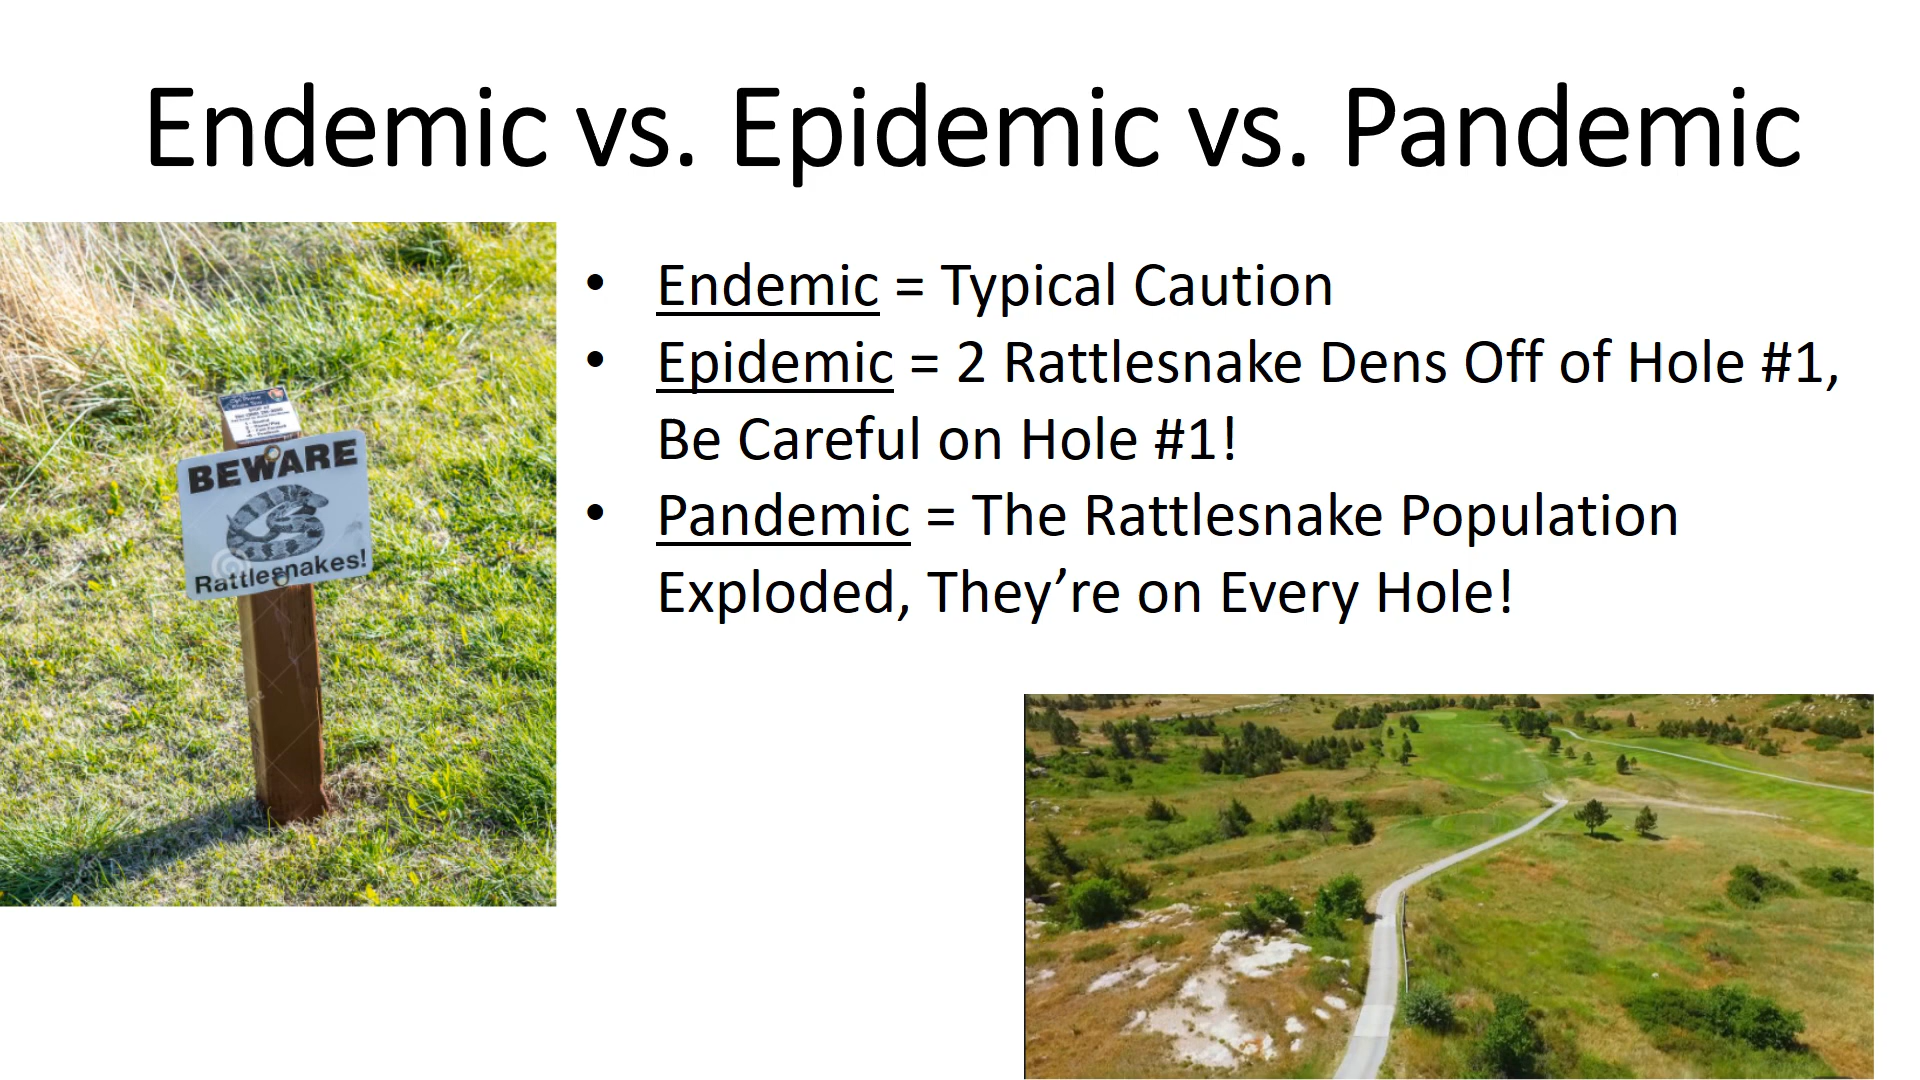 Endemic vs. Epidemic vs. Pandemic
• Endemic = Typical Caution
• Epidemic = 2 Rattlesnake Dens Off of Hole #1,
Be Careful on Hole #1!
• Pandemic = The Rattlesnake Population
Exploded, They’re on Every Hole!
BEWARE
Rattlesnakes!